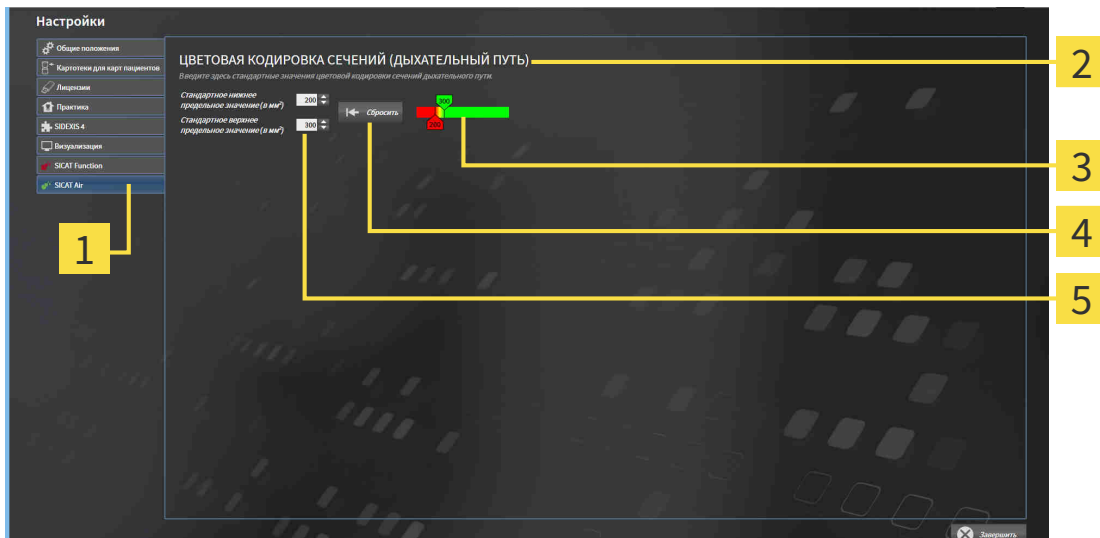 Настройки
Общие положения
Картотеки для карт пациентов
Лицензии
Практика
SIDEXIS 4
Визуализация
SICAT Function
SICAT Air
ЦВЕТОВАЯ КОДИРОВКА СЕЧЕНИЙ (ДЫХАТЕЛЬНЫЙ ПУТЬ)
Введите здесь стандартные значения цветовой кодировки сечений дыхательного пути.
Стандартное нижнее
предельное значение (в мм²) 200
Стандартное верхнее
предельное значение (в мм²) 300
Сбросить
300
200
Завершить
1
2
3
4
5